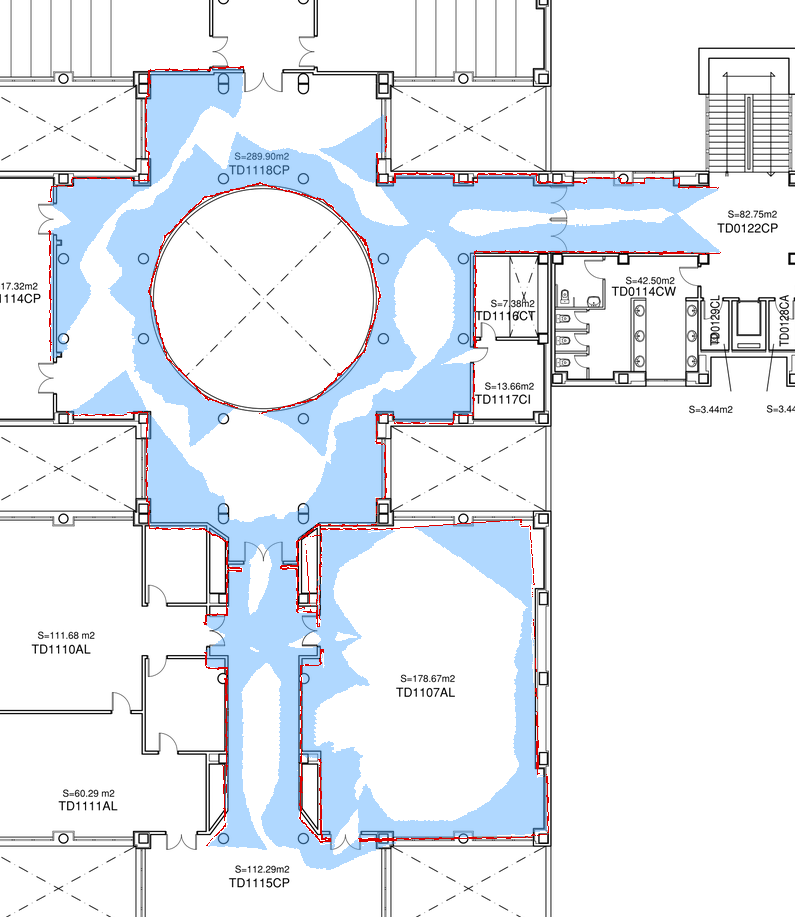 S=289.90m2
TD1118CP
S=82.75m2
TD0122CP
17.32m2
1114CP
S=42.50m2
TD0114CW
S=7.38m2
TD1116CT
TD0129CL
TD0128CA
S=13.66m2
TD1117CI
S=3.44m2
S=3.44
S=111.68 m2
TD1110AL
S=178.67m2
TD1107AL
S=60.29 m2
TD1111AL
S=112.29m2
TD1115CP